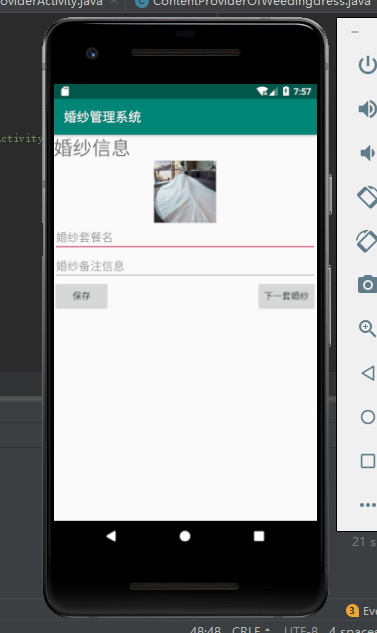 oviderActivity.java
ContentProviderOfWeedingdress.java
7:57
婚纱管理系统
ctivity
婚纱信息
婚纱套餐名
婚纱备注信息
保存
下一套婚纱
21 s
3 Eve
48:48 CRLF UTF-8 4 spaces